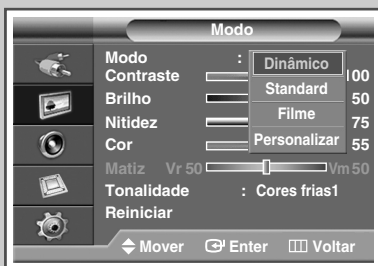 Modo
Modo : Dinâmico
Contraste 100
Standard
Brilho 50
Filme
Nitidez 75
Personalizar
Cor 55
Matiz Vr 50 Vm 50
Tonalidade : Cores frias1
Reiniciar
Mover Enter Voltar